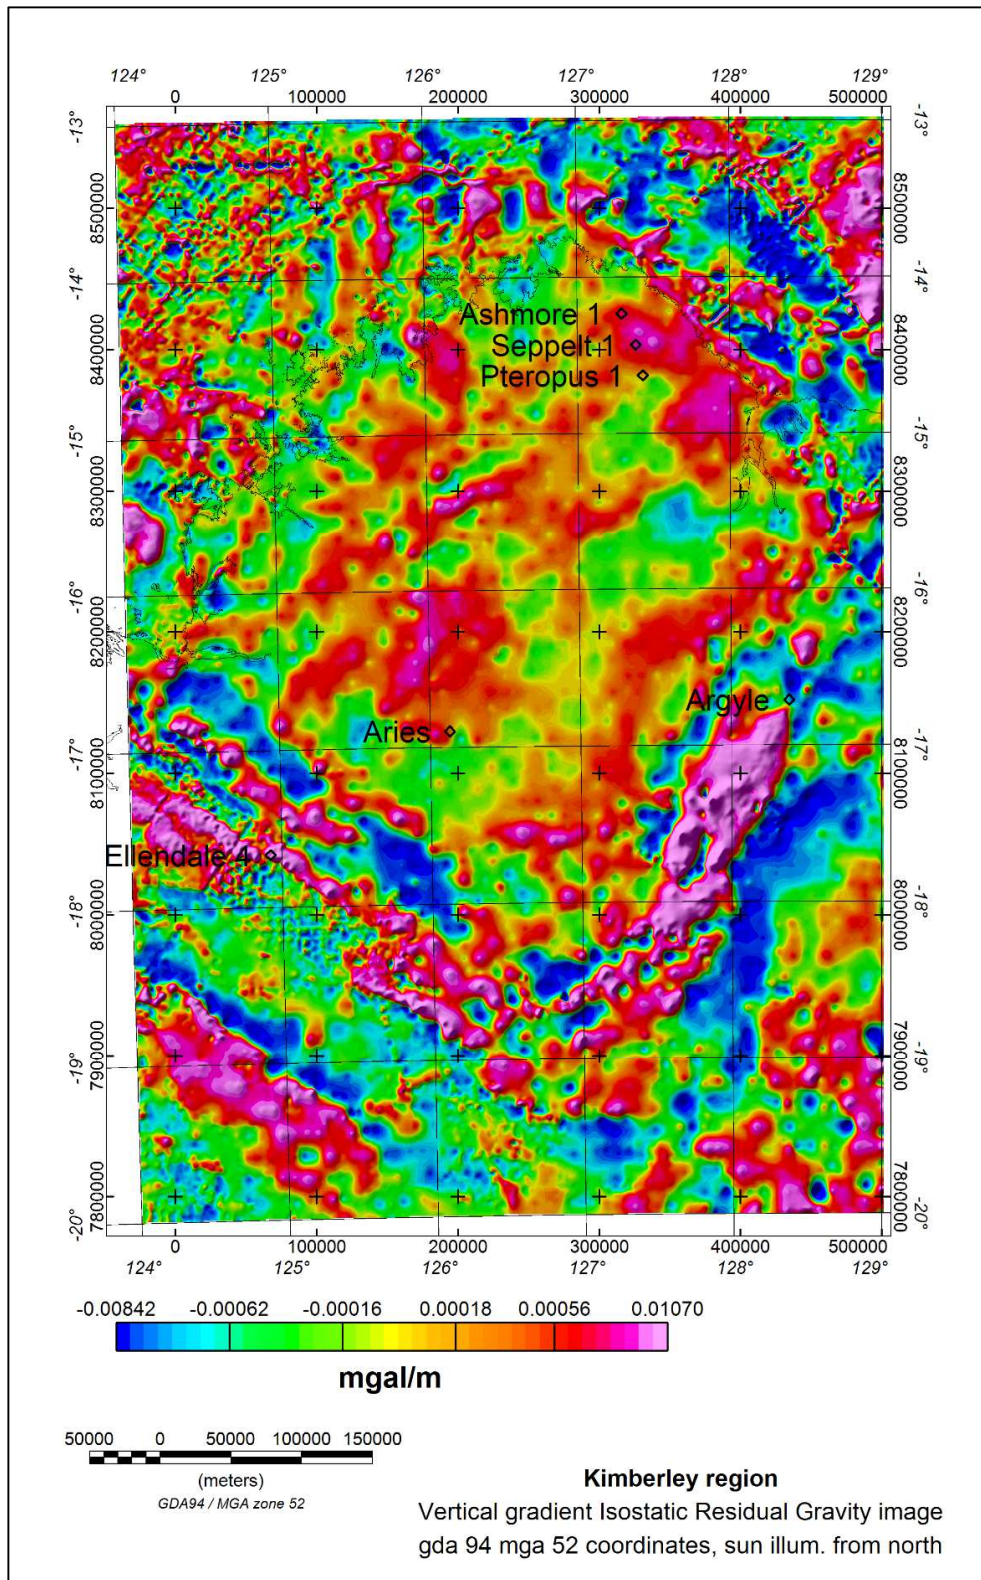 124° 125° 126° 127° 128° 129°
0 100000 200000 300000 400000 500000
-13° -13°
8500000 8500000
-14° -14°
Ashmore 1
8400000 8400000
Seppelt 1
Pteropus 1
-15° -15°
8300000 8300000
-16° -16°
8200000 8200000
Argyle
Aries
-17° -17°
8100000 8100000
Ellendale 4
-18° -18°
8000000 8000000
-19° -19°
7900000 7900000
7800000 7800000
-20° -20°
0 100000 200000 300000 400000 500000
124° 125° 126° 127° 128° 129°
-0.00842 -0.00062 -0.00016 0.00018 0.00056 0.01070
mgal/m
50000 0 50000 100000 150000
(meters)
GDA94 / MGA zone 52
Kimberley region
Vertical gradient Isostatic Residual Gravity image
gda 94 mga 52 coordinates, sun illum. from north